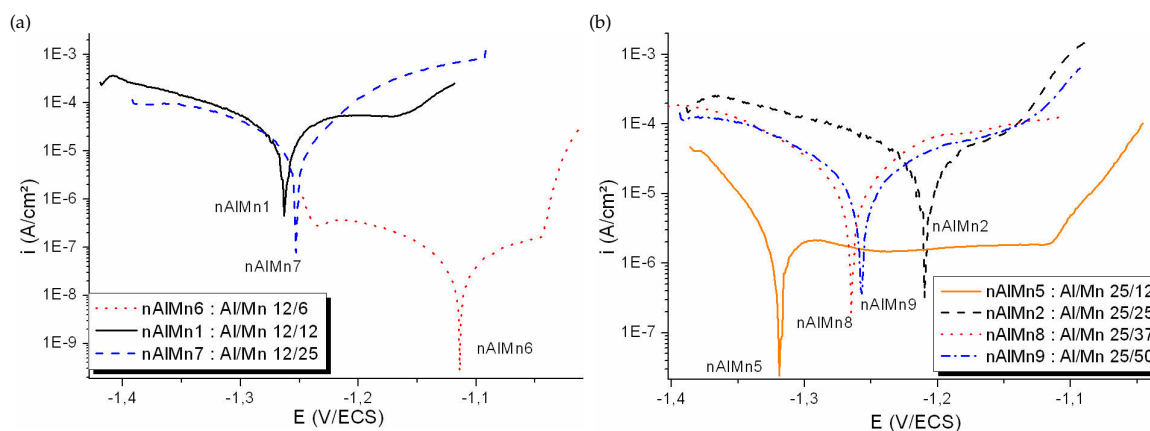 (a)
1E-3
1E-4
1E-5
1E-6
1E-7
1E-8
1E-9
i (A/cm²)
nAlMn1
nAlMn7
nAlMn6
nAlMn6 : Al/Mn 12/6
nAlMn1 : Al/Mn 12/12
nAlMn7 : Al/Mn 12/25
-1,4 -1,3 -1,2 -1,1
E (V/ECS)
(b)
1E-3
1E-4
1E-5
1E-6
1E-7
i (A/cm²)
nAlMn2
nAlMn9
nAlMn8
nAlMn5
nAlMn5 : Al/Mn 25/12
nAlMn2 : Al/Mn 25/25
nAlMn8 : Al/Mn 25/37
nAlMn9 : Al/Mn 25/50
-1,4 -1,3 -1,2 -1,1
E (V/ECS)